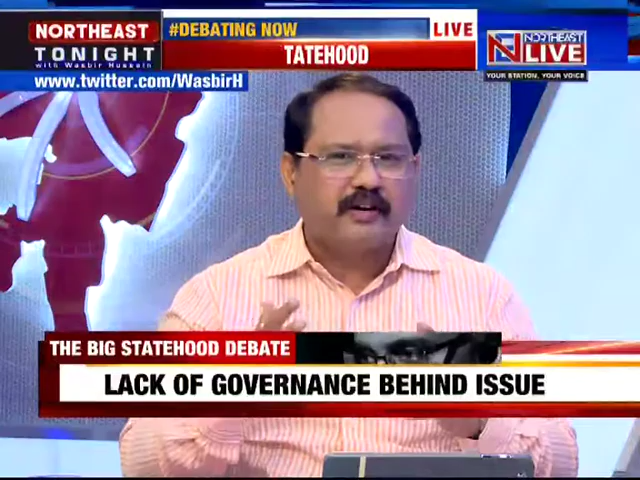 NORTHEAST
TONIGHT
with Wasbir Hussain
www.twitter.com/WasbirH
#DEBATING NOW
LIVE
TATEHOOD
N NORTHEAST
LIVE
YOUR STATION, YOUR VOICE
THE BIG STATEHOOD DEBATE
LACK OF GOVERNANCE BEHIND ISSUE